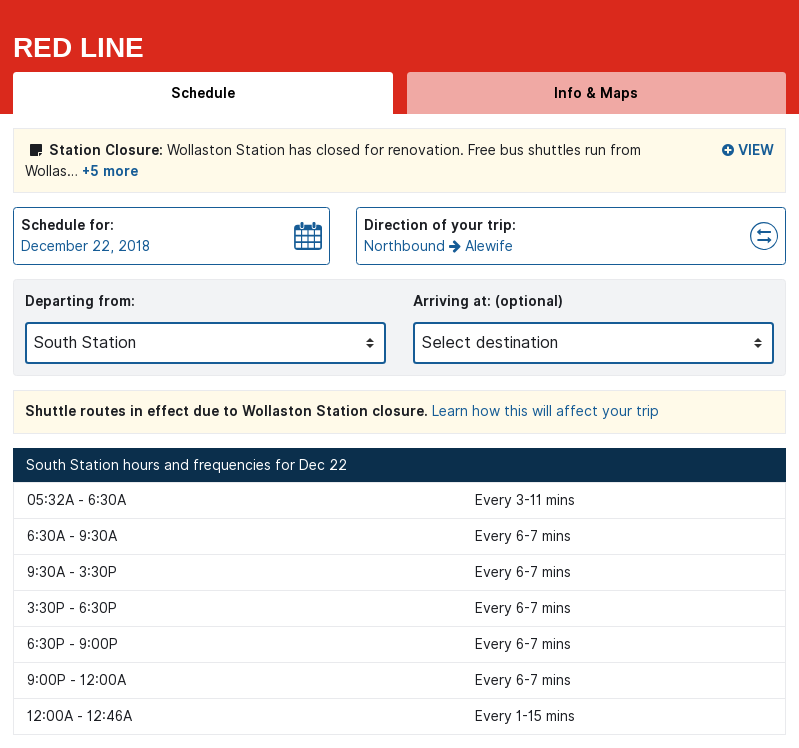 RED LINE
Schedule
Info & Maps
Station Closure: Wollaston Station has closed for renovation. Free bus shuttles run from
Wollas… +5 more
VIEW
Schedule for:
December 22, 2018
Direction of your trip:
Northbound → Alewife
Departing from:
Arriving at: (optional)
South Station
Select destination
Shuttle routes in effect due to Wollaston Station closure. Learn how this will affect your trip
South Station hours and frequencies for Dec 22
05:32A - 6:30A Every 3-11 mins
6:30A - 9:30A Every 6-7 mins
9:30A - 3:30P Every 6-7 mins
3:30P - 6:30P Every 6-7 mins
6:30P - 9:00P Every 6-7 mins
9:00P - 12:00A Every 6-7 mins
12:00A - 12:46A Every 1-15 mins